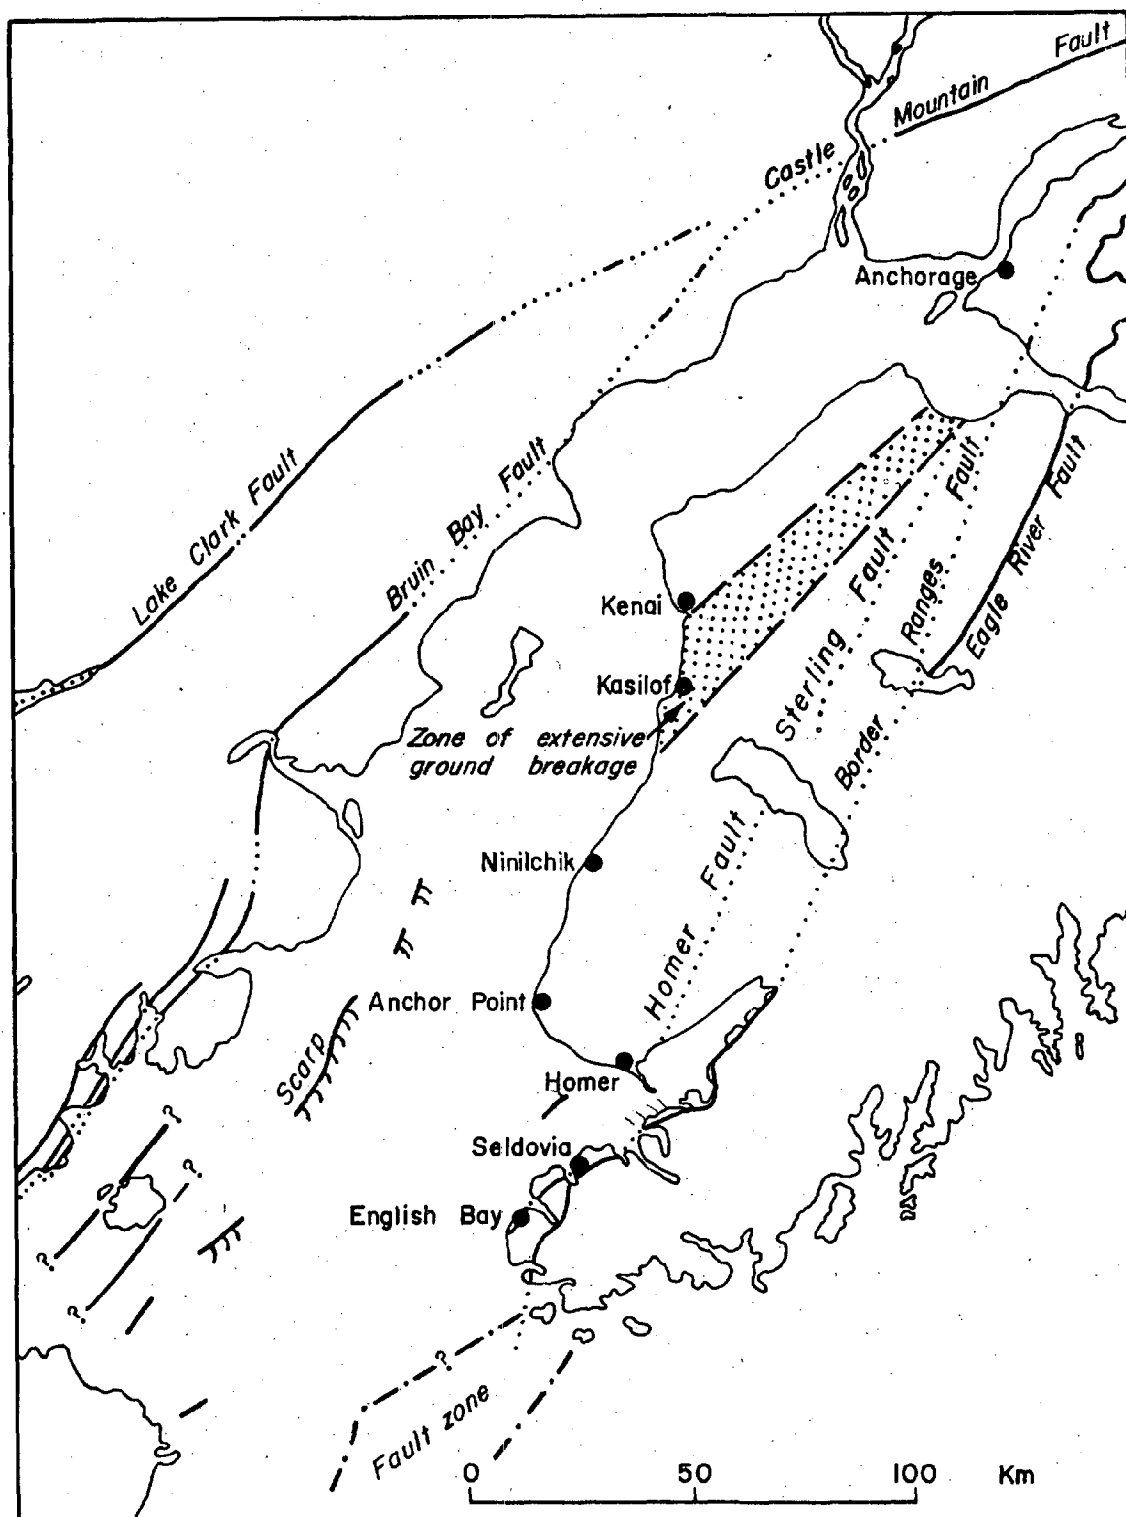 Castle Mountain Fault
Anchorage
Lake Clark Fault
Bruin Bay Fault
Kenai
Kasilof
Zone of extensive
ground breakage
Sterling Fault
Border Ranges Fault
Eagle River Fault
Ninilchik
Homer Fault
Anchor Point
Scarp
Homer
?
Seldovia
?
English Bay
?
?
?
Fault zone
0 50 100 Km